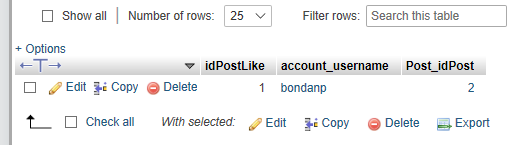 Show all Number of rows: 25 Filter rows: Search this table
+ Options
idPostLike account_username Post_idPost
Edit Copy Delete 1 bondanp 2
Check all With selected: Edit Copy Delete Export